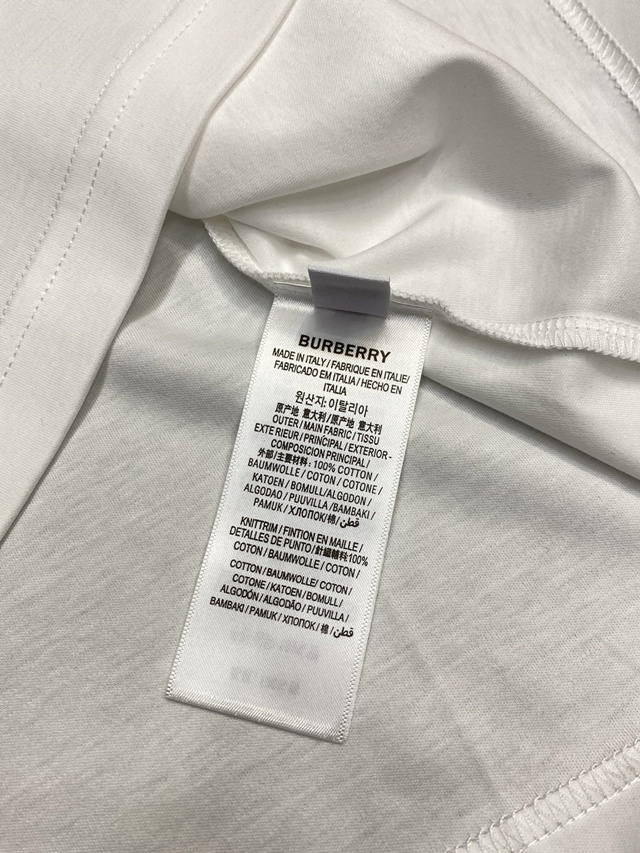 BURBERRY
MADE IN ITALY / FABRIQUE EN ITALIE/
FABRICADO EM ITALIA / HECHO EN
ITALIA
원산지: 이탈리아
原产地 意大利/原产地 意大利
OUTER / MAIN FABRIC / TISSU
EXTE RIEUR / PRINCIPAL / EXTERIOR-
COMPOSICION PRINCIPAL /
外部/主要材料: 100% COTTON /
BAUMWOLLE / COTON / COTONE /
KATOEN / BOMULL/ALGODON /
ALGODAO / PUUVILLA / BAMBAKI /
PAMUK / ХЛОПОК/棉/ قطن
KNITTRIM / FINTION EN MAILLE /
DETALLES DE PUNTO/針織輔料:100%
COTON / BAUMWOLLE / COTON /
COTTON / BAUMWOLLE/ COTON /
COTONE / KATOEN / BOMULL /
ALGODÓN / ALGODÃO / PUUVILLA /
BAMBAKI / PAMUK / ХЛОПОК / 棉/ قطن